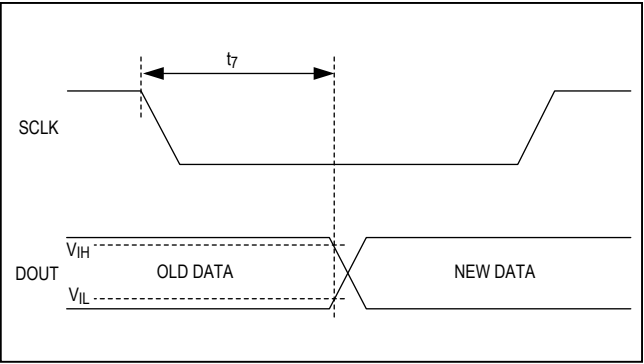 t7
SCLK
VIH
DOUT OLD DATA NEW DATA
VIL